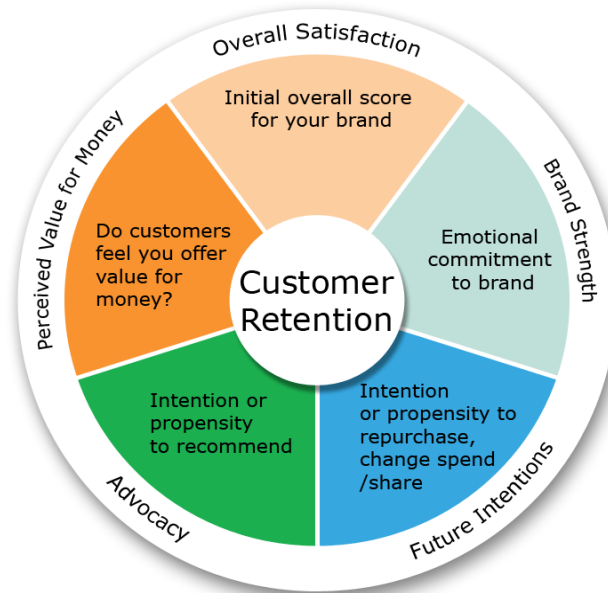 Overall Satisfaction
Initial overall score
for your brand
Brand Strength
Emotional
commitment
to brand
Future Intentions
Intention
or propensity to
repurchase,
change spend
/share
Advocacy
Intention or
propensity
to recommend
Perceived Value for Money
Do customers
feel you offer
value for
money?
Customer
Retention